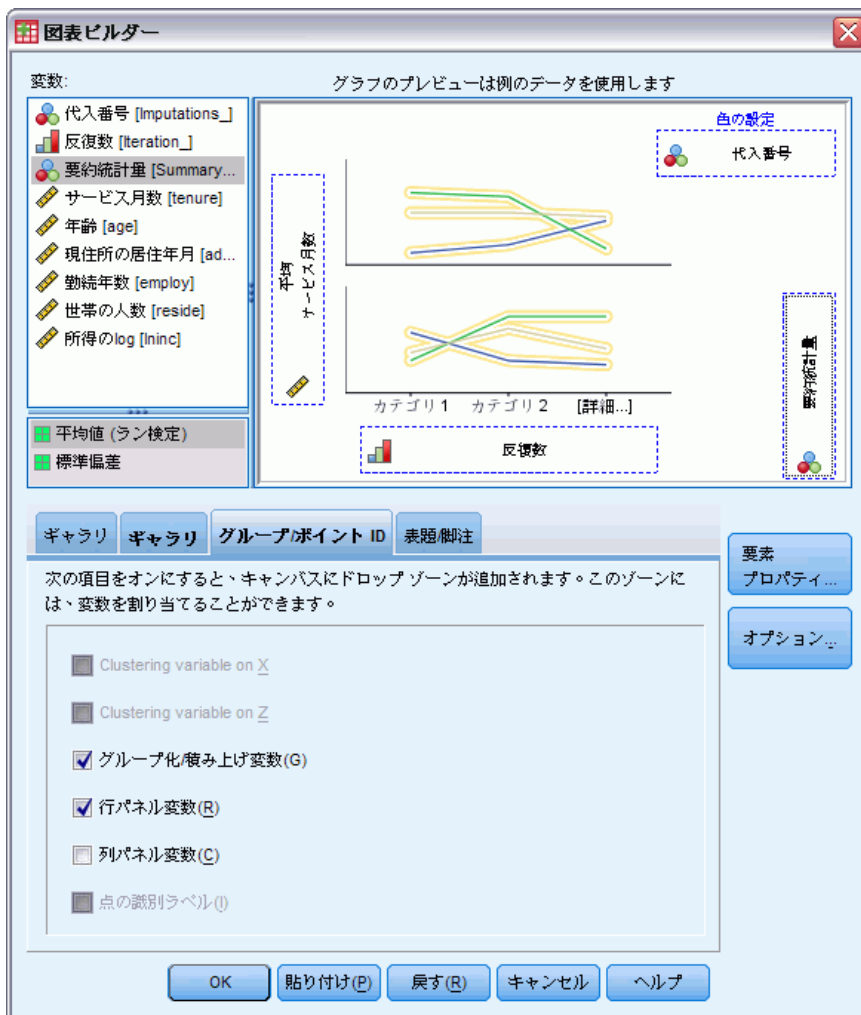 図表ビルダー
変数:
グラフのプレビューは例のデータを使用します
代入番号 [Imputations_]
反復数 [Iteration_]
要約統計量 [Summary...
サービス月数 [tenure]
年齢 [age]
現住所の居住年月 [ad...
勤続年数 [employ]
世帯の人数 [reside]
所得のlog [lninc]
平均値 (ラン検定)
標準偏差
色の設定
代入番号
平均
サービス月数
カテゴリ 1
カテゴリ 2
[詳細...]
反復数
要約統計量
ギャラリ
ギャラリ
グループ/ポイント ID
表題/脚注
次の項目をオンにすると、キャンバスにドロップ ゾーンが追加されます。このゾーンに
は、変数を割り当てることができます。
Clustering variable on X
Clustering variable on Z
グループ化/積み上げ変数(G)
行パネル変数(R)
列パネル変数(C)
点の識別ラベル(I)
要素
プロパティ...
オプション...
OK
貼り付け(P)
戻す(R)
キャンセル
ヘルプ